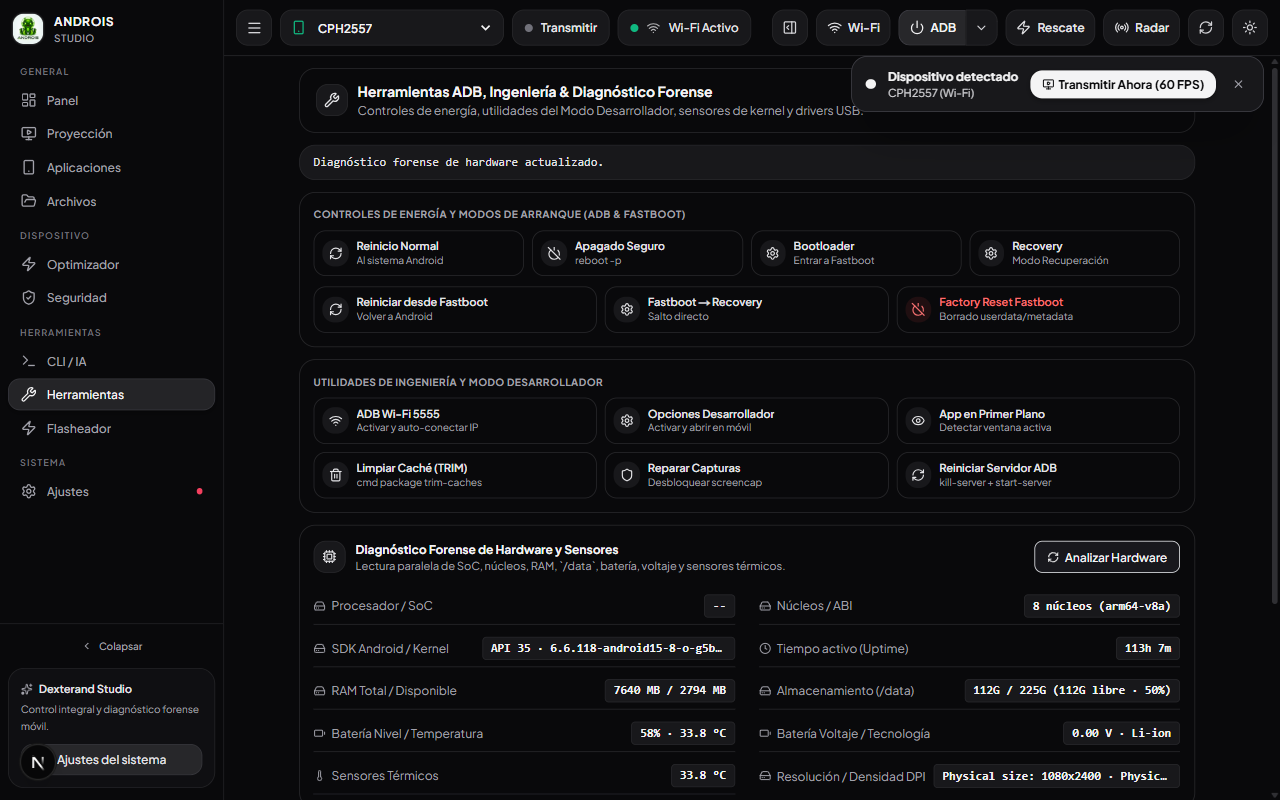 ANDROIS
STUDIO
CPH2557
Transmitir
Wi-Fi Activo
Wi-Fi
ADB
Rescate
Radar
GENERAL
Panel
Proyección
Aplicaciones
Archivos
DISPOSITIVO
Optimizador
Seguridad
HERRAMIENTAS
CLI / IA
Herramientas
Flasheador
SISTEMA
Ajustes
Colapsar
Dexterand Studio
Control integral y diagnóstico forense
móvil.
N
Ajustes del sistema
Dispositivo detectado
CPH2557 (Wi-Fi)
Transmitir Ahora (60 FPS)
Herramientas ADB, Ingeniería & Diagnóstico Forense
Controles de energía, utilidades del Modo Desarrollador, sensores de kernel y drivers USB.
Diagnóstico forense de hardware actualizado.
CONTROLES DE ENERGÍA Y MODOS DE ARRANQUE (ADB & FASTBOOT)
Reinicio Normal
Al sistema Android
Apagado Seguro
reboot -p
Bootloader
Entrar a Fastboot
Recovery
Modo Recuperación
Reiniciar desde Fastboot
Volver a Android
Fastboot → Recovery
Salto directo
Factory Reset Fastboot
Borrado userdata/metadata
UTILIDADES DE INGENIERÍA Y MODO DESARROLLADOR
ADB Wi-Fi 5555
Activar y auto-conectar IP
Opciones Desarrollador
Activar y abrir en móvil
App en Primer Plano
Detectar ventana activa
Limpiar Caché (TRIM)
cmd package trim-caches
Reparar Capturas
Desbloquear screencap
Reiniciar Servidor ADB
kill-server + start-server
Diagnóstico Forense de Hardware y Sensores
Lectura paralela de SoC, núcleos, RAM, `/data`, batería, voltaje y sensores térmicos.
Analizar Hardware
Procesador / SoC
--
Núcleos / ABI
8 núcleos (arm64-v8a)
SDK Android / Kernel
API 35 · 6.6.118-android15-8-o-g5b…
Tiempo activo (Uptime)
113h 7m
RAM Total / Disponible
7640 MB / 2794 MB
Almacenamiento (/data)
112G / 225G (112G libre · 50%)
Batería Nivel / Temperatura
58% · 33.8 °C
Batería Voltaje / Tecnología
0.00 V · Li-ion
Sensores Térmicos
33.8 °C
Resolución / Densidad DPI
Physical size: 1080x2400 · Physic…